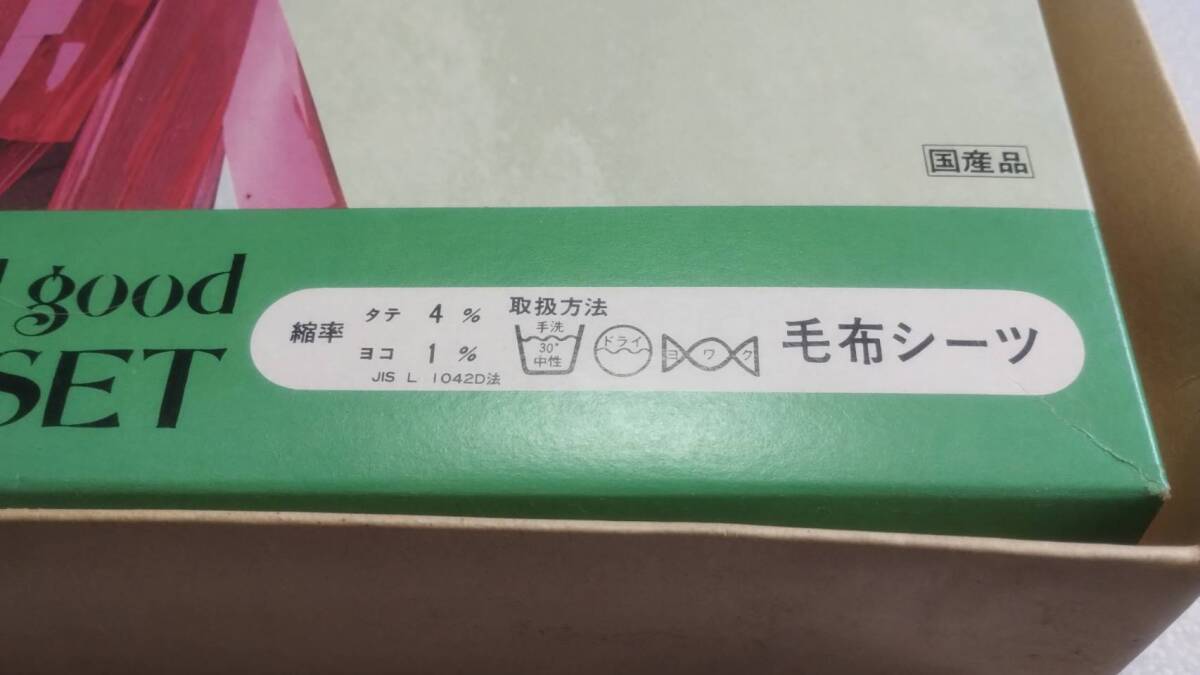 国産品
good
SET
縮率
タテ 4 %
ヨコ 1 %
JIS L 1042D法
取扱方法
手洗
30°
中性
ドライ
ヨワク
毛布シーツ